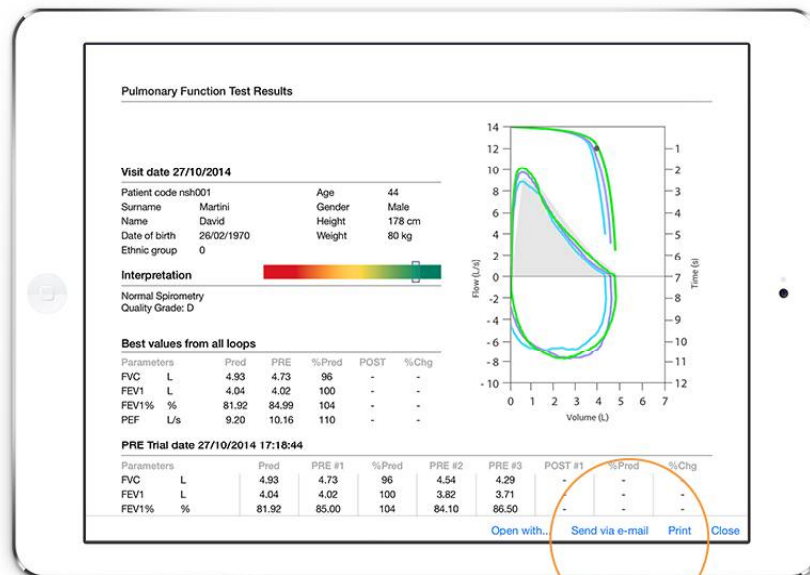 Pulmonary Function Test Results
Visit date 27/10/2014
Patient code nsh001 Age 44
Surname Martini Gender Male
Name David Height 178 cm
Date of birth 26/02/1970 Weight 80 kg
Ethnic group 0
Interpretation
Normal Spirometry
Quality Grade: D
Best values from all loops
Parameters Pred PRE %Pred POST %Chg
FVC L 4.93 4.73 96 - -
FEV1 L 4.04 4.02 100 - -
FEV1% % 81.92 84.99 104 - -
PEF L/s 9.20 10.16 110 - -
14
12
10
8
6
4
2
0
-2
-4
-6
-8
-10
Flow (L/s)
1
2
3
4
5
6
7
8
9
10
11
12
Time (s)
0 1 2 3 4 5 6 7
Volume (L)
PRE Trial date 27/10/2014 17:18:44
Parameters Pred PRE #1 %Pred PRE #2 PRE #3 POST #1 %Pred %Chg
FVC L 4.93 4.73 96 4.54 4.29 - - -
FEV1 L 4.04 4.02 100 3.82 3.71 - - -
FEV1% % 81.92 85.00 104 84.10 86.50 - - -
Open with... Send via e-mail Print Close